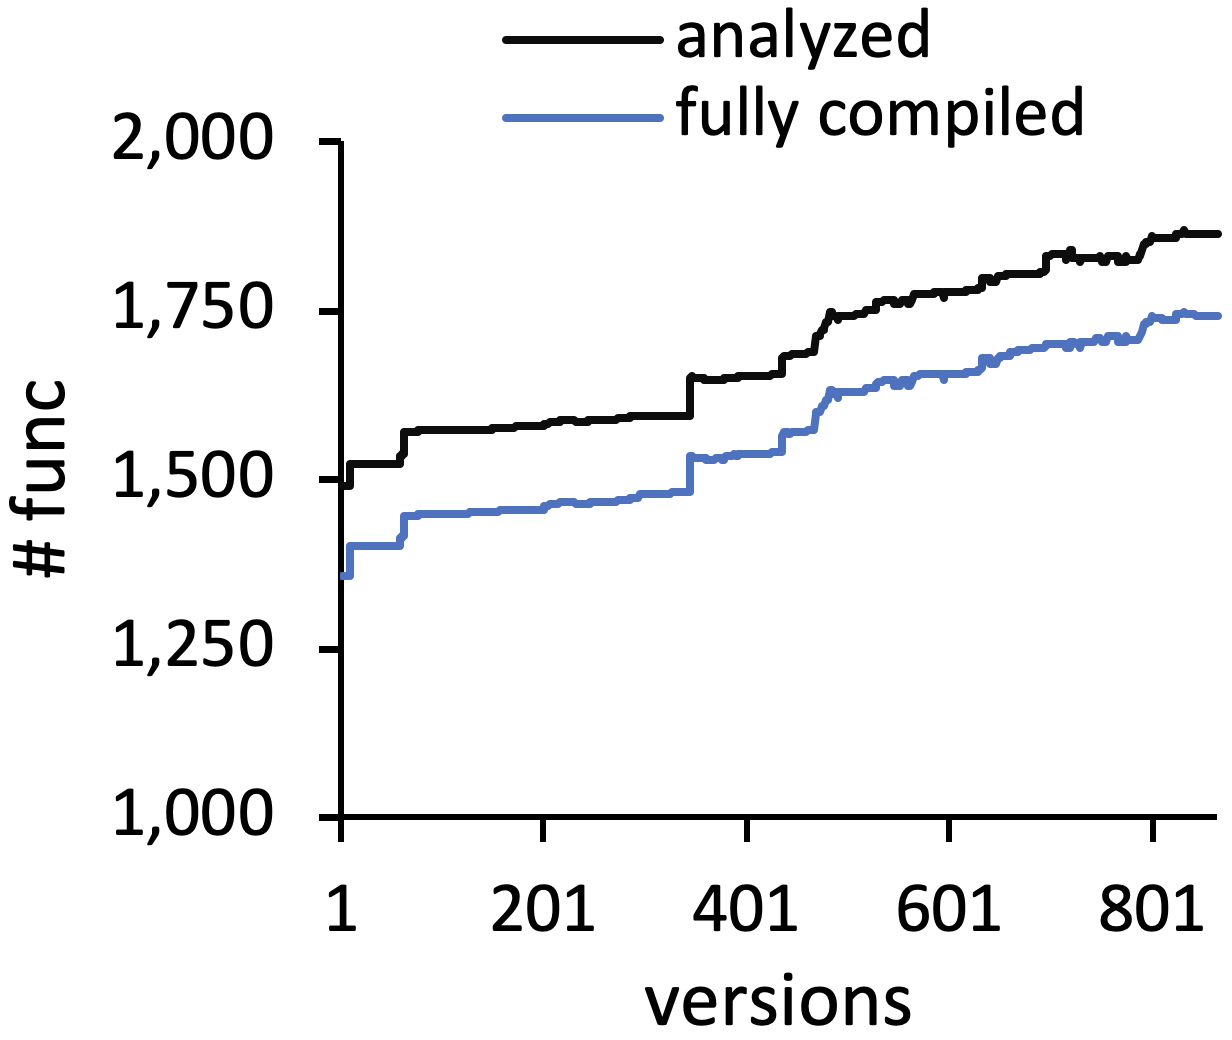 analyzed
fully compiled
2,000
1,750
1,500
1,250
1,000
# func
1 201 401 601 801
versions